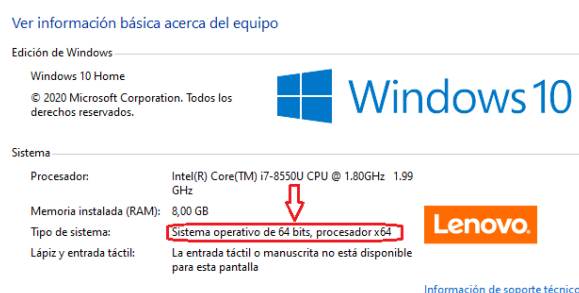 Ver información básica acerca del equipo
Edición de Windows
Windows 10 Home
© 2020 Microsoft Corporation. Todos los
derechos reservados.
Windows 10
Sistema
Procesador: Intel(R) Core(TM) i7-8550U CPU @ 1.80GHz 1.99
GHz
Memoria instalada (RAM): 8,00 GB
Tipo de sistema: Sistema operativo de 64 bits, procesador x64
Lápiz y entrada táctil: La entrada táctil o manuscrita no está disponible
para esta pantalla
Lenovo.
Información de soporte técnico